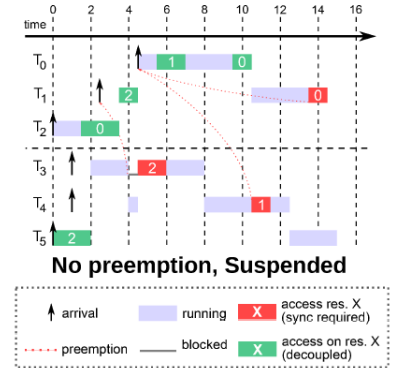 time
0 2 4 6 8 10 12 14 16
T0 1 0
T1 2 0
T2 0
T3 2
T4 1
T5 2
No preemption, Suspended
arrival running X access res. X
(sync required)
preemption blocked X access on res. X
(decoupled)